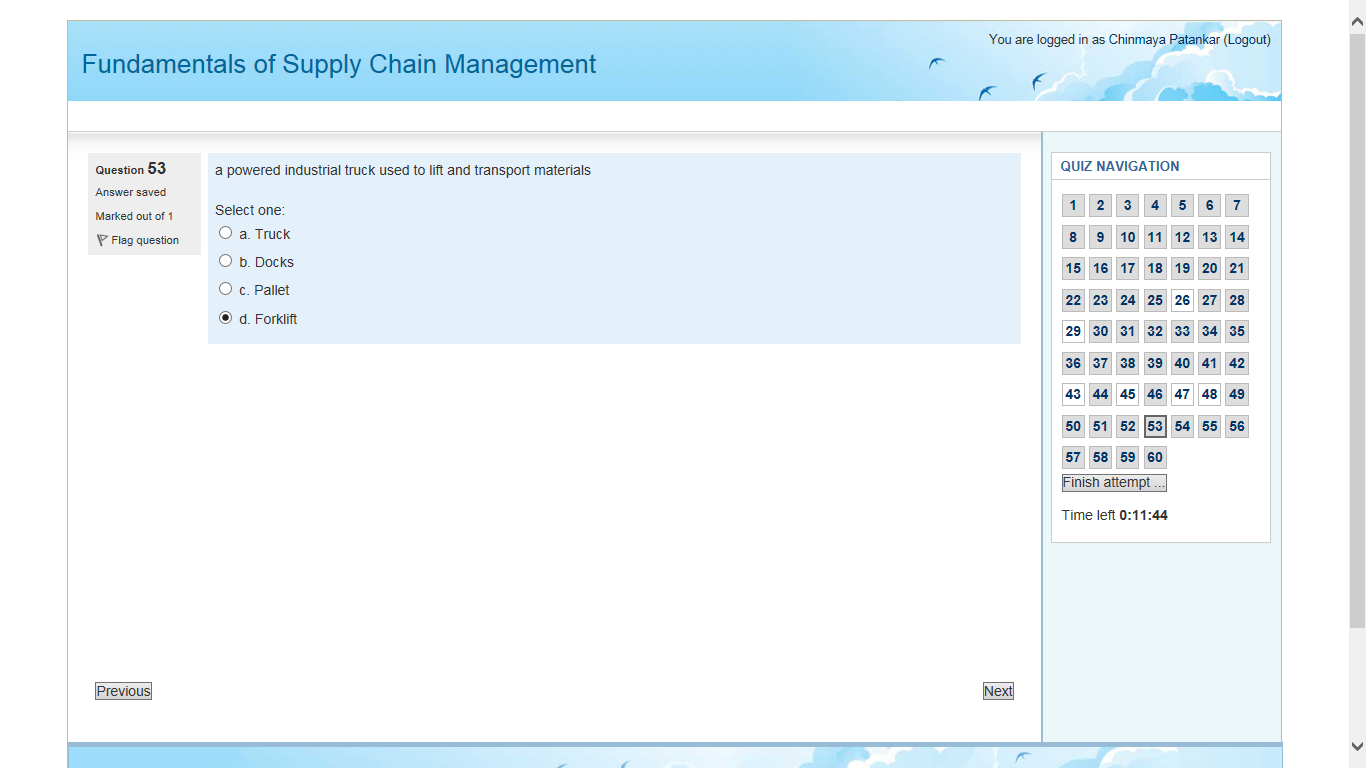 You are logged in as Chinmaya Patankar (Logout)
Fundamentals of Supply Chain Management
Question 53
Answer saved
Marked out of 1
Flag question
a powered industrial truck used to lift and transport materials
Select one:
a. Truck
b. Docks
c. Pallet
d. Forklift
QUIZ NAVIGATION
1 2 3 4 5 6 7
8 9 10 11 12 13 14
15 16 17 18 19 20 21
22 23 24 25 26 27 28
29 30 31 32 33 34 35
36 37 38 39 40 41 42
43 44 45 46 47 48 49
50 51 52 53 54 55 56
57 58 59 60
Finish attempt ...
Time left 0:11:44
Previous
Next